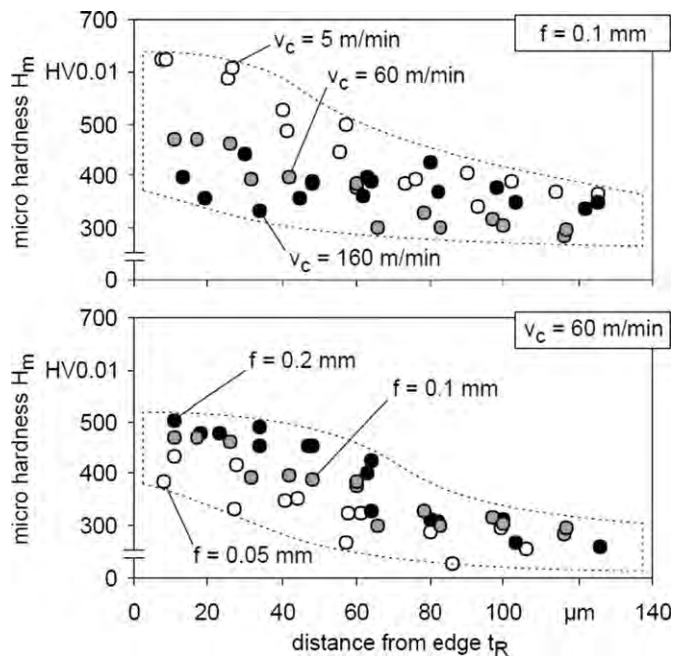 700
f = 0.1 mm
v_c = 5 m/min
HV0.01
v_c = 60 m/min
500
400
300
v_c = 160 m/min
0
micro hardness H_m
700
v_c = 60 m/min
HV0.01
f = 0.2 mm
f = 0.1 mm
500
400
300
f = 0.05 mm
0
micro hardness H_m
0 20 40 60 80 100 µm 140
distance from edge t_R